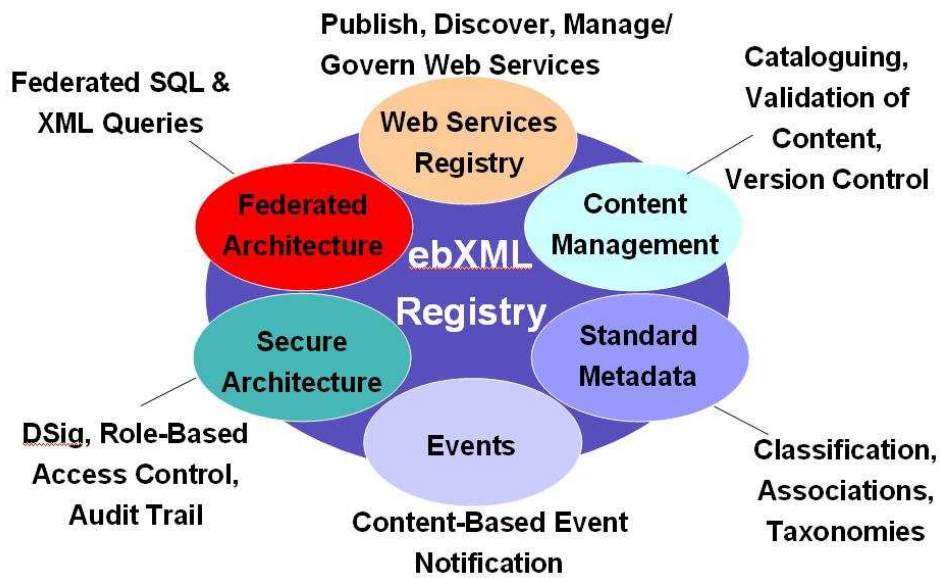 Publish, Discover, Manage/
Govern Web Services
Federated SQL &
XML Queries
Cataloguing,
Validation of
Content,
Version Control
Web Services
Registry
Federated
Architecture
Content
Management
ebXML
Registry
Secure
Architecture
Standard
Metadata
Events
DSig, Role-Based
Access Control,
Audit Trail
Classification,
Associations,
Taxonomies
Content-Based Event
Notification